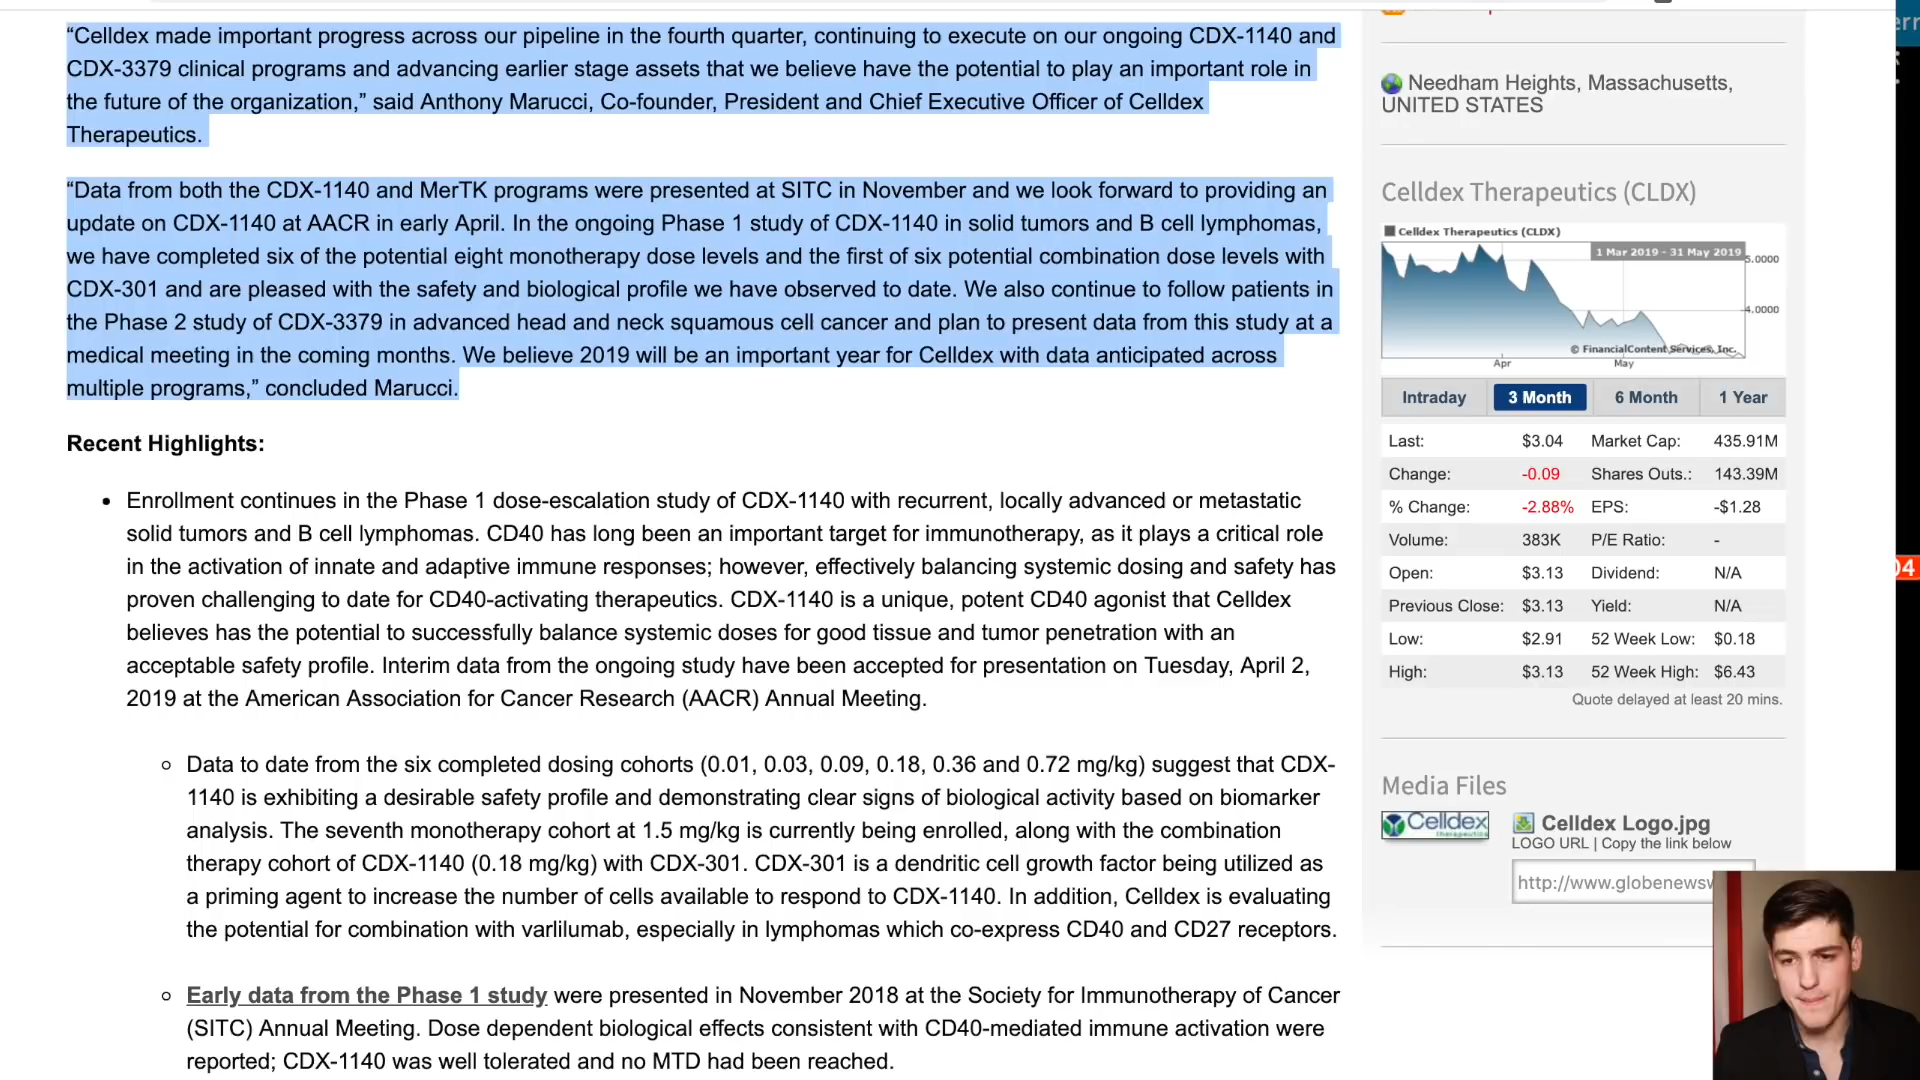 “Celldex made important progress across our pipeline in the fourth quarter, continuing to execute on our ongoing CDX-1140 and
CDX-3379 clinical programs and advancing earlier stage assets that we believe have the potential to play an important role in
the future of the organization,” said Anthony Marucci, Co-founder, President and Chief Executive Officer of Celldex
Therapeutics.
“Data from both the CDX-1140 and MerTK programs were presented at SITC in November and we look forward to providing an
update on CDX-1140 at AACR in early April. In the ongoing Phase 1 study of CDX-1140 in solid tumors and B cell lymphomas,
we have completed six of the potential eight monotherapy dose levels and the first of six potential combination dose levels with
CDX-301 and are pleased with the safety and biological profile we have observed to date. We also continue to follow patients in
the Phase 2 study of CDX-3379 in advanced head and neck squamous cell cancer and plan to present data from this study at a
medical meeting in the coming months. We believe 2019 will be an important year for Celldex with data anticipated across
multiple programs,” concluded Marucci.
Recent Highlights:
• Enrollment continues in the Phase 1 dose-escalation study of CDX-1140 with recurrent, locally advanced or metastatic
solid tumors and B cell lymphomas. CD40 has long been an important target for immunotherapy, as it plays a critical role
in the activation of innate and adaptive immune responses; however, effectively balancing systemic dosing and safety has
proven challenging to date for CD40-activating therapeutics. CDX-1140 is a unique, potent CD40 agonist that Celldex
believes has the potential to successfully balance systemic doses for good tissue and tumor penetration with an
acceptable safety profile. Interim data from the ongoing study have been accepted for presentation on Tuesday, April 2,
2019 at the American Association for Cancer Research (AACR) Annual Meeting.
Data to date from the six completed dosing cohorts (0.01, 0.03, 0.09, 0.18, 0.36 and 0.72 mg/kg) suggest that CDX-
1140 is exhibiting a desirable safety profile and demonstrating clear signs of biological activity based on biomarker
analysis. The seventh monotherapy cohort at 1.5 mg/kg is currently being enrolled, along with the combination
therapy cohort of CDX-1140 (0.18 mg/kg) with CDX-301. CDX-301 is a dendritic cell growth factor being utilized as
a priming agent to increase the number of cells available to respond to CDX-1140. In addition, Celldex is evaluating
the potential for combination with varlilumab, especially in lymphomas which co-express CD40 and CD27 receptors.
Early data from the Phase 1 study were presented in November 2018 at the Society for Immunotherapy of Cancer
(SITC) Annual Meeting. Dose dependent biological effects consistent with CD40-mediated immune activation were
reported; CDX-1140 was well tolerated and no MTD had been reached.
Needham Heights, Massachusetts,
UNITED STATES
Celldex Therapeutics (CLDX)
Celldex Therapeutics (CLDX)
1 Mar 2019 - 31 May 2019
5.0000
4.0000
© FinancialContent Services, Inc.
Apr May
Intraday 3 Month 6 Month 1 Year
Last: $3.04 Market Cap: 435.91M
Change: -0.09 Shares Outs.: 143.39M
% Change: -2.88% EPS: -$1.28
Volume: 383K P/E Ratio: -
Open: $3.13 Dividend: N/A
Previous Close: $3.13 Yield: N/A
Low: $2.91 52 Week Low: $0.18
High: $3.13 52 Week High: $6.43
Quote delayed at least 20 mins.
Media Files
Celldex
Therapeutics
Celldex Logo.jpg
LOGO URL | Copy the link below
http://www.globenewsw
04